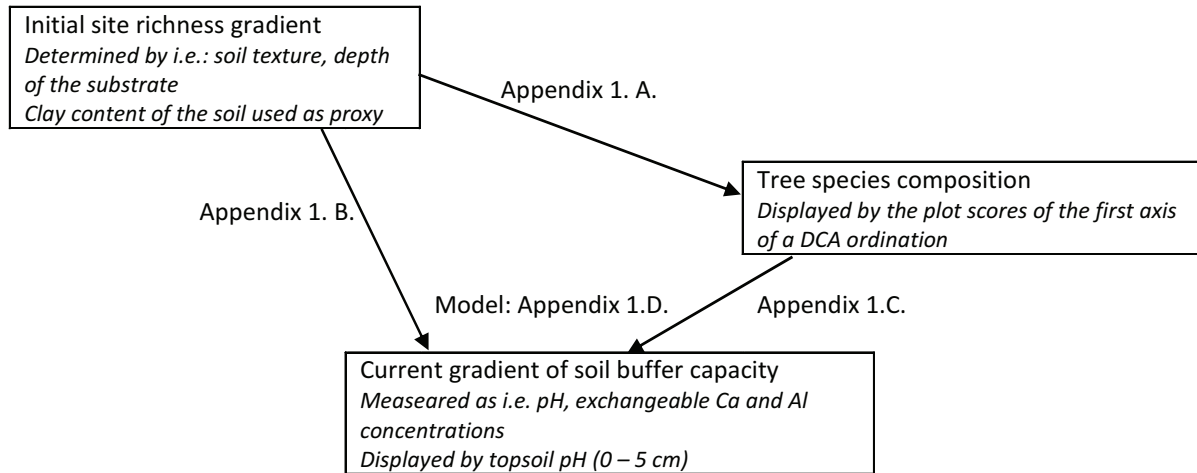 Initial site richness gradient
Determined by i.e.: soil texture, depth
of the substrate
Clay content of the soil used as proxy
Appendix 1. A.
Tree species composition
Displayed by the plot scores of the first axis
of a DCA ordination
Appendix 1. B.
Model: Appendix 1.D.
Appendix 1.C.
Current gradient of soil buffer capacity
Measeared as i.e. pH, exchangeable Ca and Al
concentrations
Displayed by topsoil pH (0 – 5 cm)